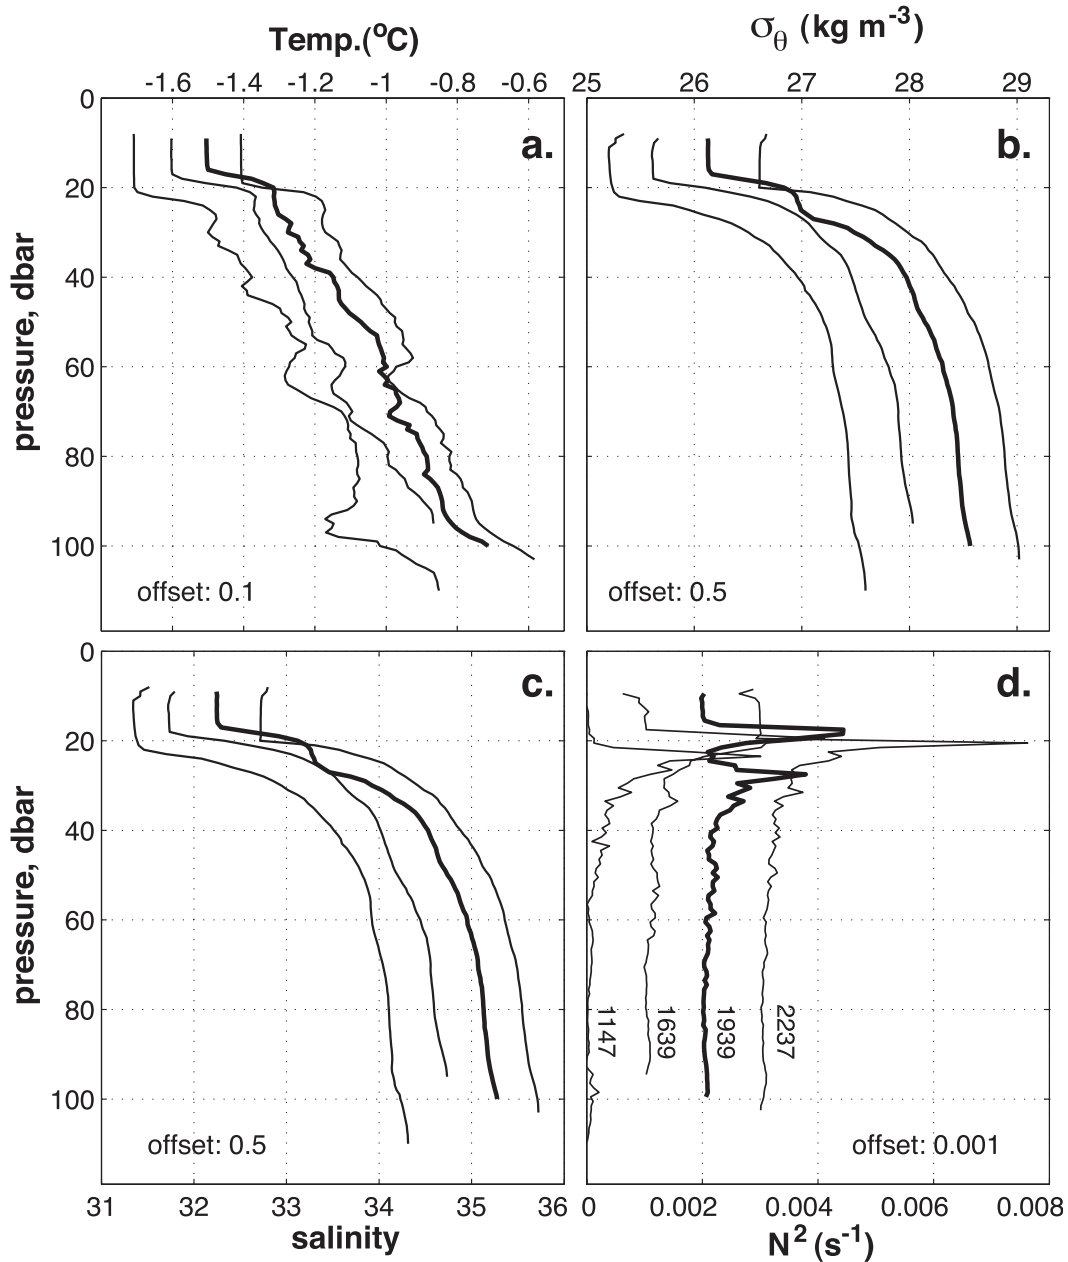 Temp.(°C)
σθ (kg m-3)
-1.6 -1.4 -1.2 -1 -0.8 -0.6
25 26 27 28 29
0
20
40
60
80
100
pressure, dbar
a.
offset: 0.1
b.
offset: 0.5
0
20
40
60
80
100
pressure, dbar
c.
offset: 0.5
d.
1147
1639
1939
2237
offset: 0.001
31 32 33 34 35 36
0 0.002 0.004 0.006 0.008
salinity
N2 (s-1)